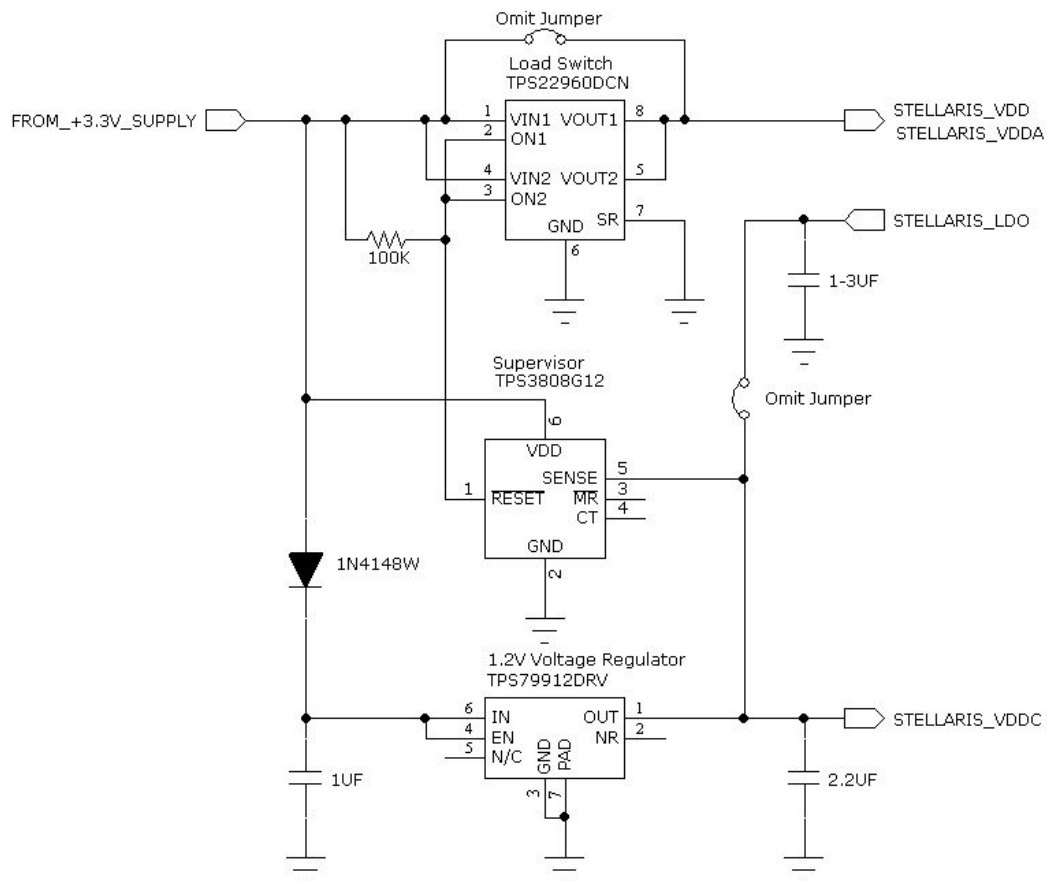 Omit Jumper
Load Switch
TPS22960DCN
FROM_+3.3V_SUPPLY
1 VIN1 VOUT1 8
2 ON1
4 VIN2 VOUT2 5
3 ON2
SR 7
GND
6
STELLARIS_VDD
STELLARIS_VDDA
STELLARIS_LDO
100K
1-3UF
Supervisor
TPS3808G12
Omit Jumper
6
VDD
SENSE 5
1 RESET MR 3
CT 4
GND
2
1N4148W
1.2V Voltage Regulator
TPS79912DRV
6 IN OUT 1
4 EN NR 2
5 N/C
GND
PAD
3
7
STELLARIS_VDDC
1UF
2.2UF